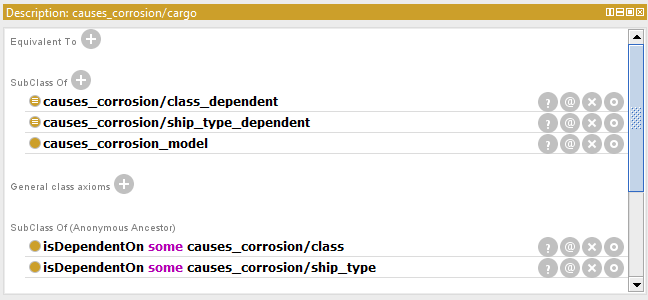 Description: causes_corrosion/cargo
Equivalent To
SubClass Of
causes_corrosion/class_dependent
causes_corrosion/ship_type_dependent
causes_corrosion_model
General class axioms
SubClass Of (Anonymous Ancestor)
isDependentOn some causes_corrosion/class
isDependentOn some causes_corrosion/ship_type